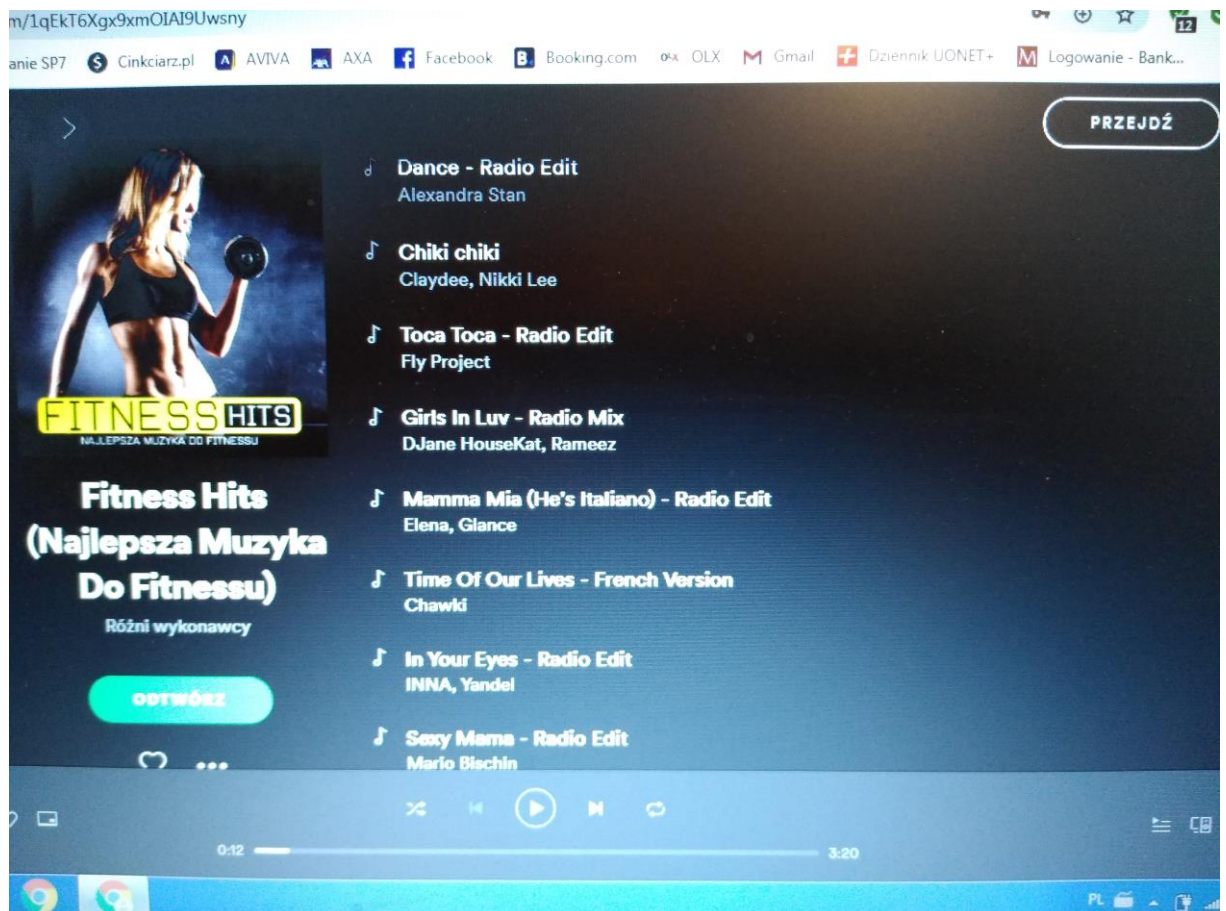 m/1qEkT6Xgx9xmOIAI9Uwsny
12
anie SP7 Cinkciarz.pl AVIVA AXA Facebook Booking.com OLX Gmail Dziennik UONET+ Logowanie - Bank...
PRZEJDŹ
Dance - Radio Edit
Alexandra Stan
Chiki chiki
Claydee, Nikki Lee
Toca Toca - Radio Edit
Fly Project
Girls In Luv - Radio Mix
DJane HouseKat, Rameez
Mamma Mia (He's Italiano) - Radio Edit
Elena, Glance
Time Of Our Lives - French Version
Chawki
In Your Eyes - Radio Edit
INNA, Yandel
Sexy Mama - Radio Edit
Mario Bischin
FITNESS HITS
NAJLEPSZA MUZYKA DO FITNESSU
Fitness Hits
(Najlepsza Muzyka
Do Fitnessu)
Różni wykonawcy
ODTWÓRZ
0:12 3:20
PL